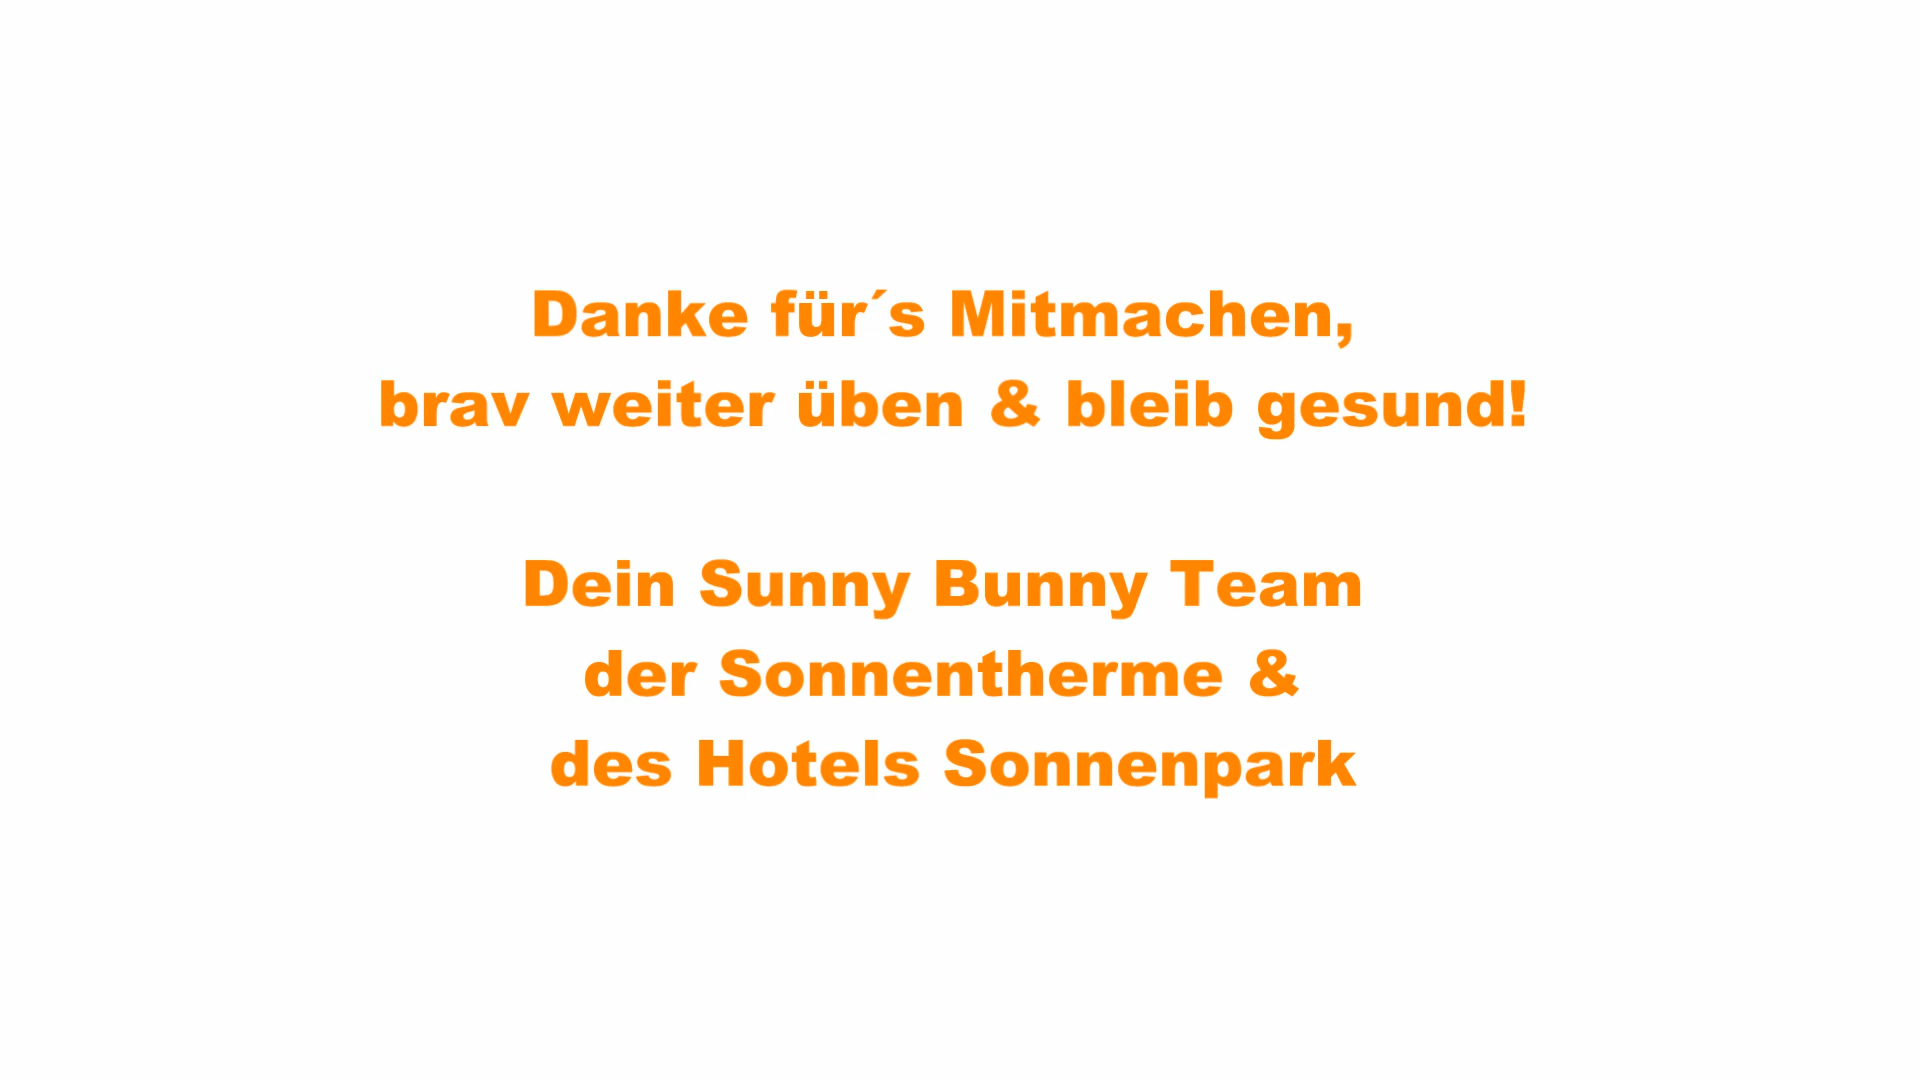 Danke für´s Mitmachen,
brav weiter üben & bleib gesund!
Dein Sunny Bunny Team
der Sonnentherme &
des Hotels Sonnenpark